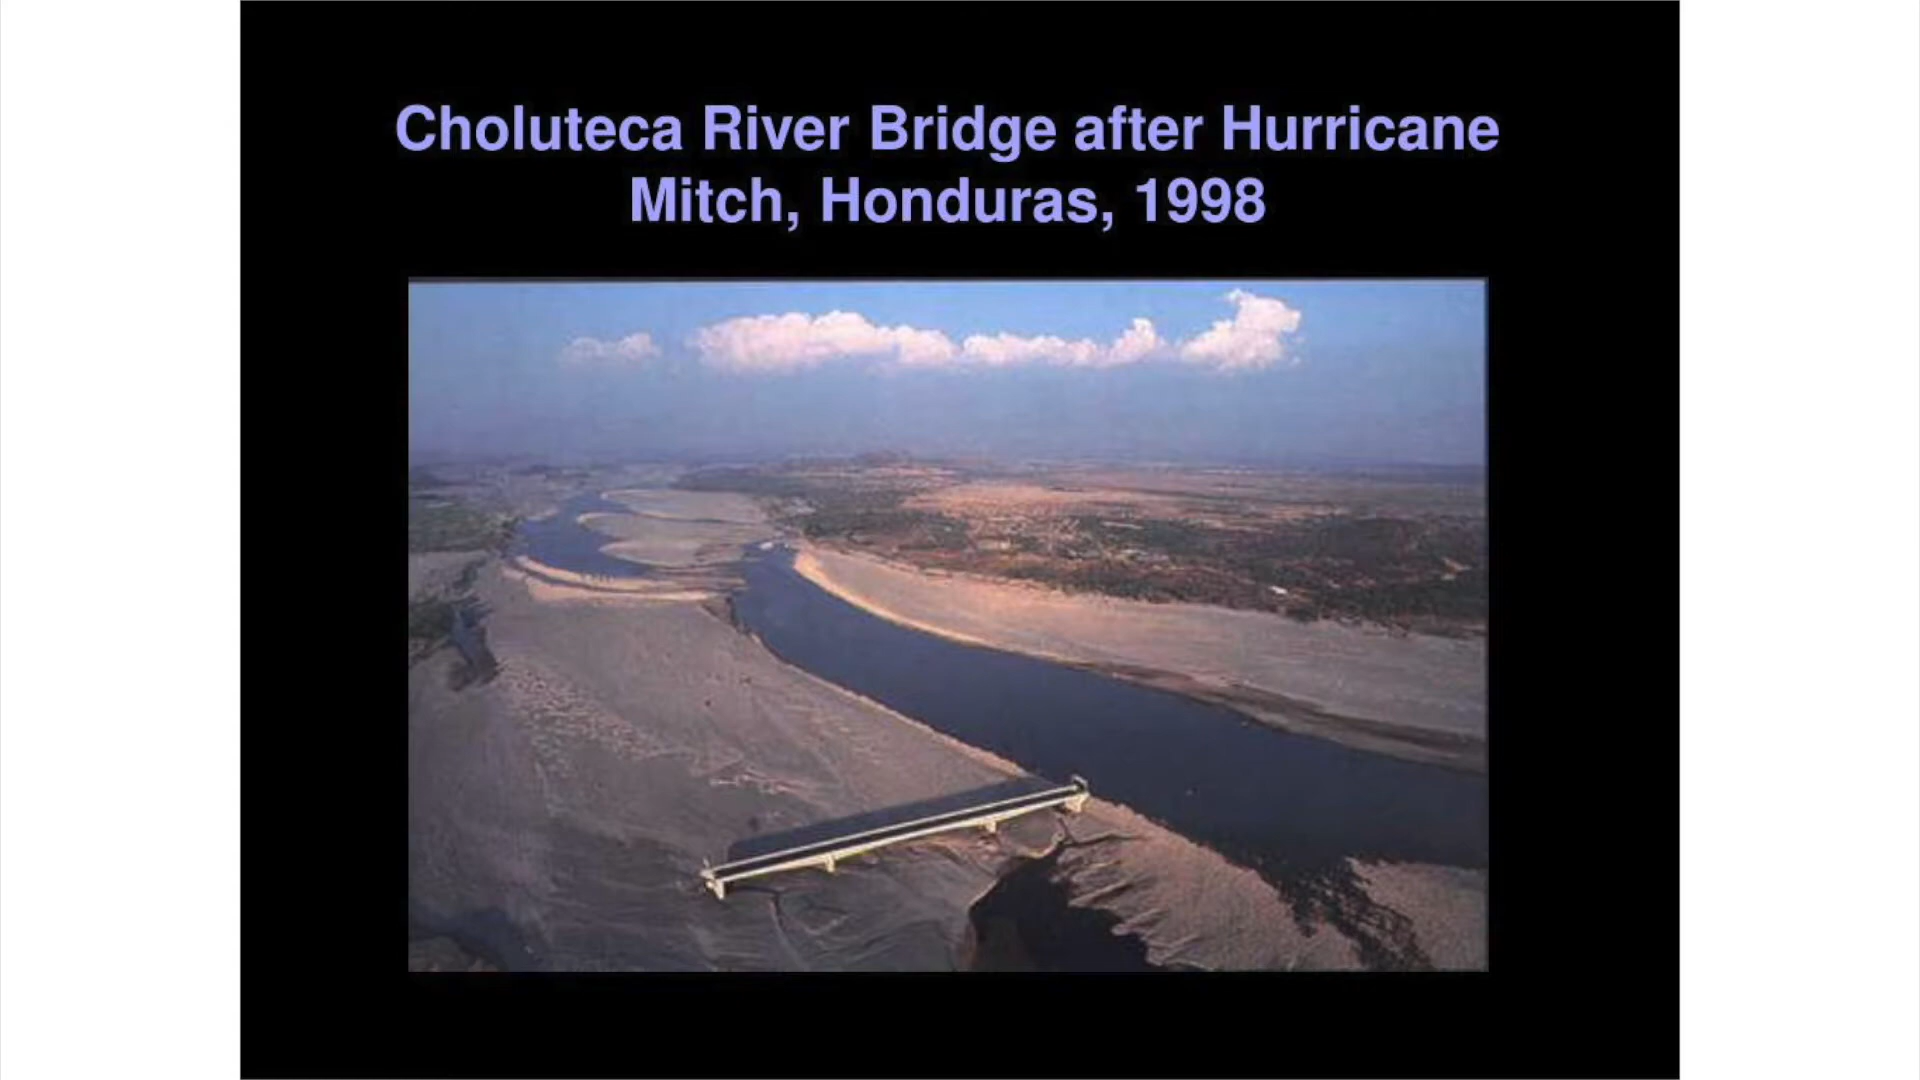 Choluteca River Bridge after Hurricane
Mitch, Honduras, 1998